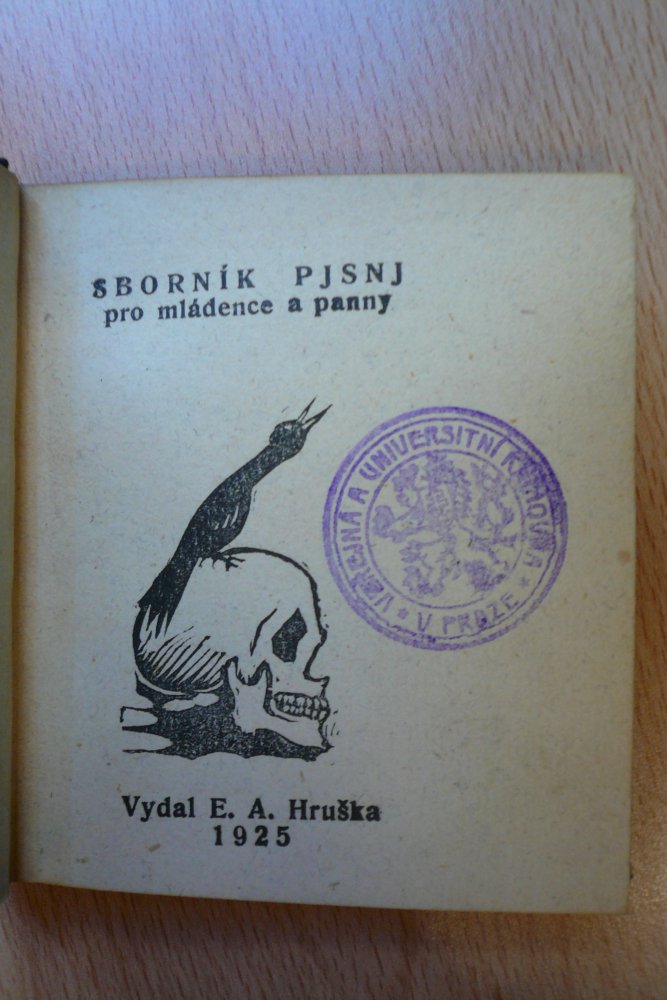 SBORNÍK PJSNJ
pro mládence a panny
VEŘEJNÁ A UNIVERSITNÍ KNIHOVNA
* V PRAZE *
Vydal E. A. Hruška
1925